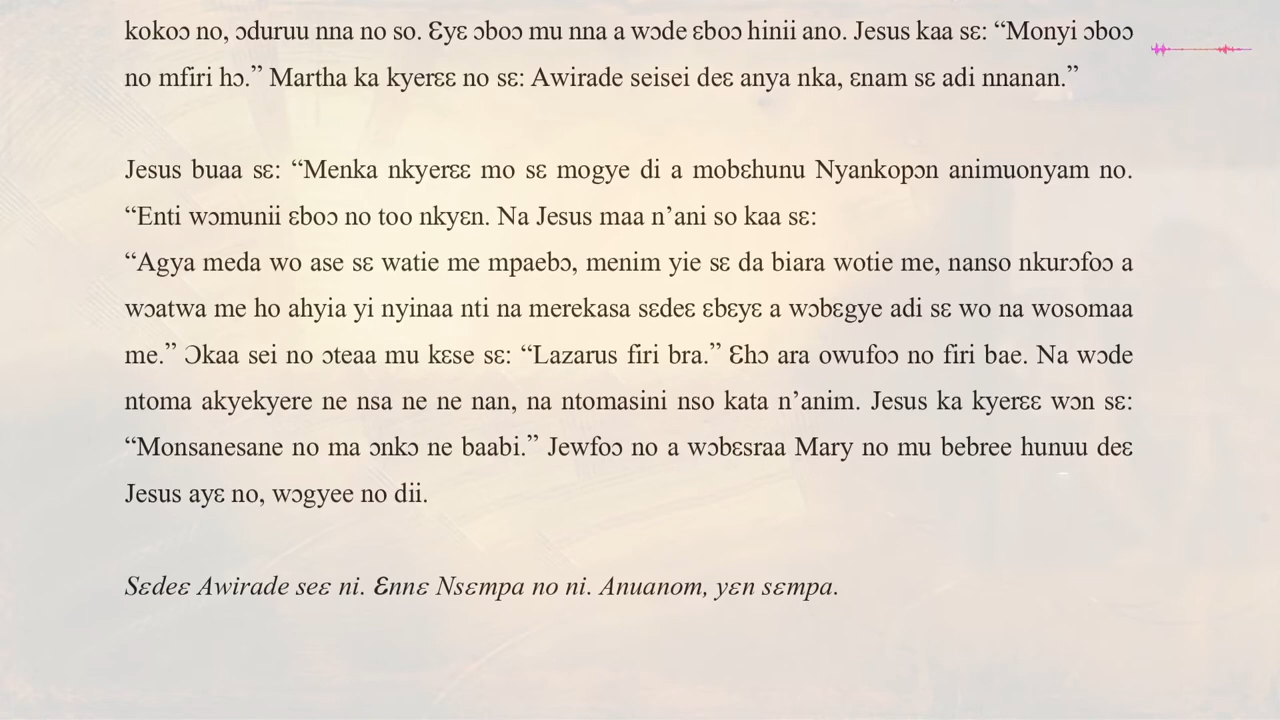 kokoɔ no, ɔduruu nna no so. Ɛyɛ ɔboɔ mu nna a wɔde ɛboɔ hinii ano. Jesus kaa sɛ: “Monyi ɔboɔ
no mfiri hɔ.” Martha ka kyerɛɛ no sɛ: Awirade seisei deɛ anya nka, ɛnam sɛ adi nnanan.”
Jesus buaa sɛ: “Menka nkyerɛɛ mo sɛ mogye di a mobɛhunu Nyankopɔn animuonyam no.
“Enti wɔmunii ɛboɔ no too nkyɛn. Na Jesus maa n’ani so kaa sɛ:
“Agya meda wo ase sɛ watie me mpaebɔ, menim yie sɛ da biara wotie me, nanso nkurɔfoɔ a
wɔatwa me ho ahyia yi nyinaa nti na merekasa sɛdeɛ ɛbɛyɛ a wɔbɛgye adi sɛ wo na wosomaa
me.” Ɔkaa sei no ɔteaa mu kɛse sɛ: “Lazarus firi bra.” Ɛhɔ ara owufoɔ no firi bae. Na wɔde
ntoma akyekyere ne nsa ne ne nan, na ntomasini nso kata n’anim. Jesus ka kyerɛɛ wɔn sɛ:
“Monsanesane no ma ɔnkɔ ne baabi.” Jewfoɔ no a wɔbɛsraa Mary no mu bebree hunuu deɛ
Jesus ayɛ no, wɔgyee no dii.
Sɛdeɛ Awirade seɛ ni. Ɛnnɛ Nsɛmpa no ni. Anuanom, yɛn sɛmpa.